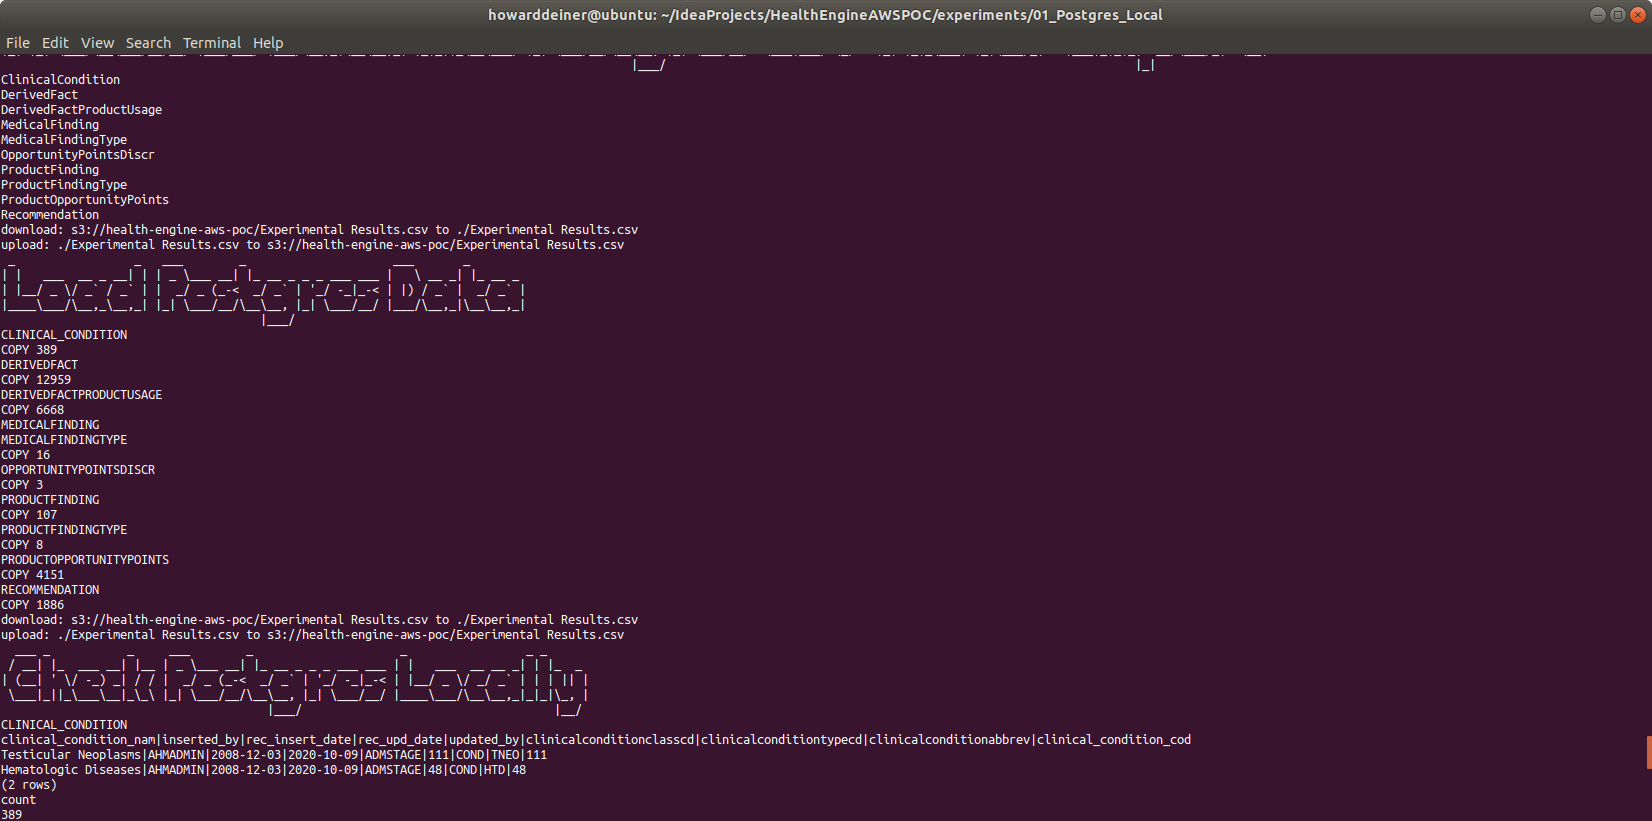 howarddeiner@ubuntu: ~/IdeaProjects/HealthEngineAWSPOC/experiments/01_Postgres_Local
File Edit View Search Terminal Help
ClinicalCondition
DerivedFact
DerivedFactProductUsage
MedicalFinding
MedicalFindingType
OpportunityPointsDiscr
ProductFinding
ProductFindingType
ProductOpportunityPoints
Recommendation
download: s3://health-engine-aws-poc/Experimental Results.csv to ./Experimental Results.csv
upload: ./Experimental Results.csv to s3://health-engine-aws-poc/Experimental Results.csv
Load Postgres Data
CLINICAL_CONDITION
COPY 389
DERIVEDFACT
COPY 12959
DERIVEDFACTPRODUCTUSAGE
COPY 6668
MEDICALFINDING
MEDICALFINDINGTYPE
COPY 16
OPPORTUNITYPOINTSDISCR
COPY 3
PRODUCTFINDING
COPY 107
PRODUCTFINDINGTYPE
COPY 8
PRODUCTOPPORTUNITYPOINTS
COPY 4151
RECOMMENDATION
COPY 1886
download: s3://health-engine-aws-poc/Experimental Results.csv to ./Experimental Results.csv
upload: ./Experimental Results.csv to s3://health-engine-aws-poc/Experimental Results.csv
Check Postgres Locally
CLINICAL_CONDITION
clinical_condition_nam|inserted_by|rec_insert_date|rec_upd_date|updated_by|clinicalconditionclasscd|clinicalconditiontypecd|clinicalconditionabbrev|clinical_condition_cod
Testicular Neoplasms|AHMADMIN|2008-12-03|2020-10-09|ADMSTAGE|111|COND|TNEO|111
Hematologic Diseases|AHMADMIN|2008-12-03|2020-10-09|ADMSTAGE|48|COND|HTD|48
(2 rows)
count
389